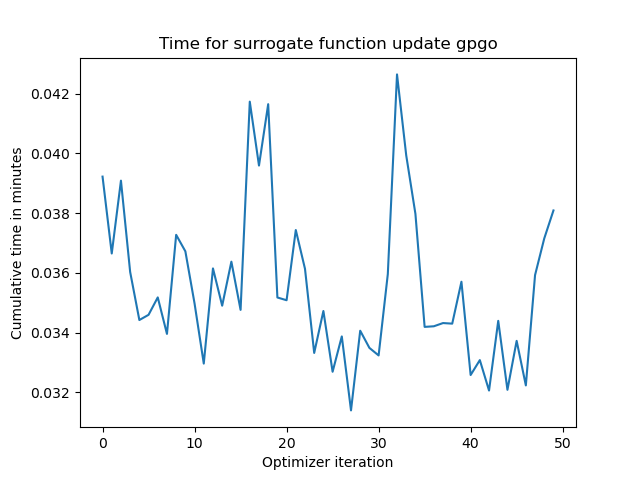 Time for surrogate function update gpgo
0.042
0.040
0.038
0.036
0.034
0.032
Cumulative time in minutes
0 10 20 30 40 50
Optimizer iteration